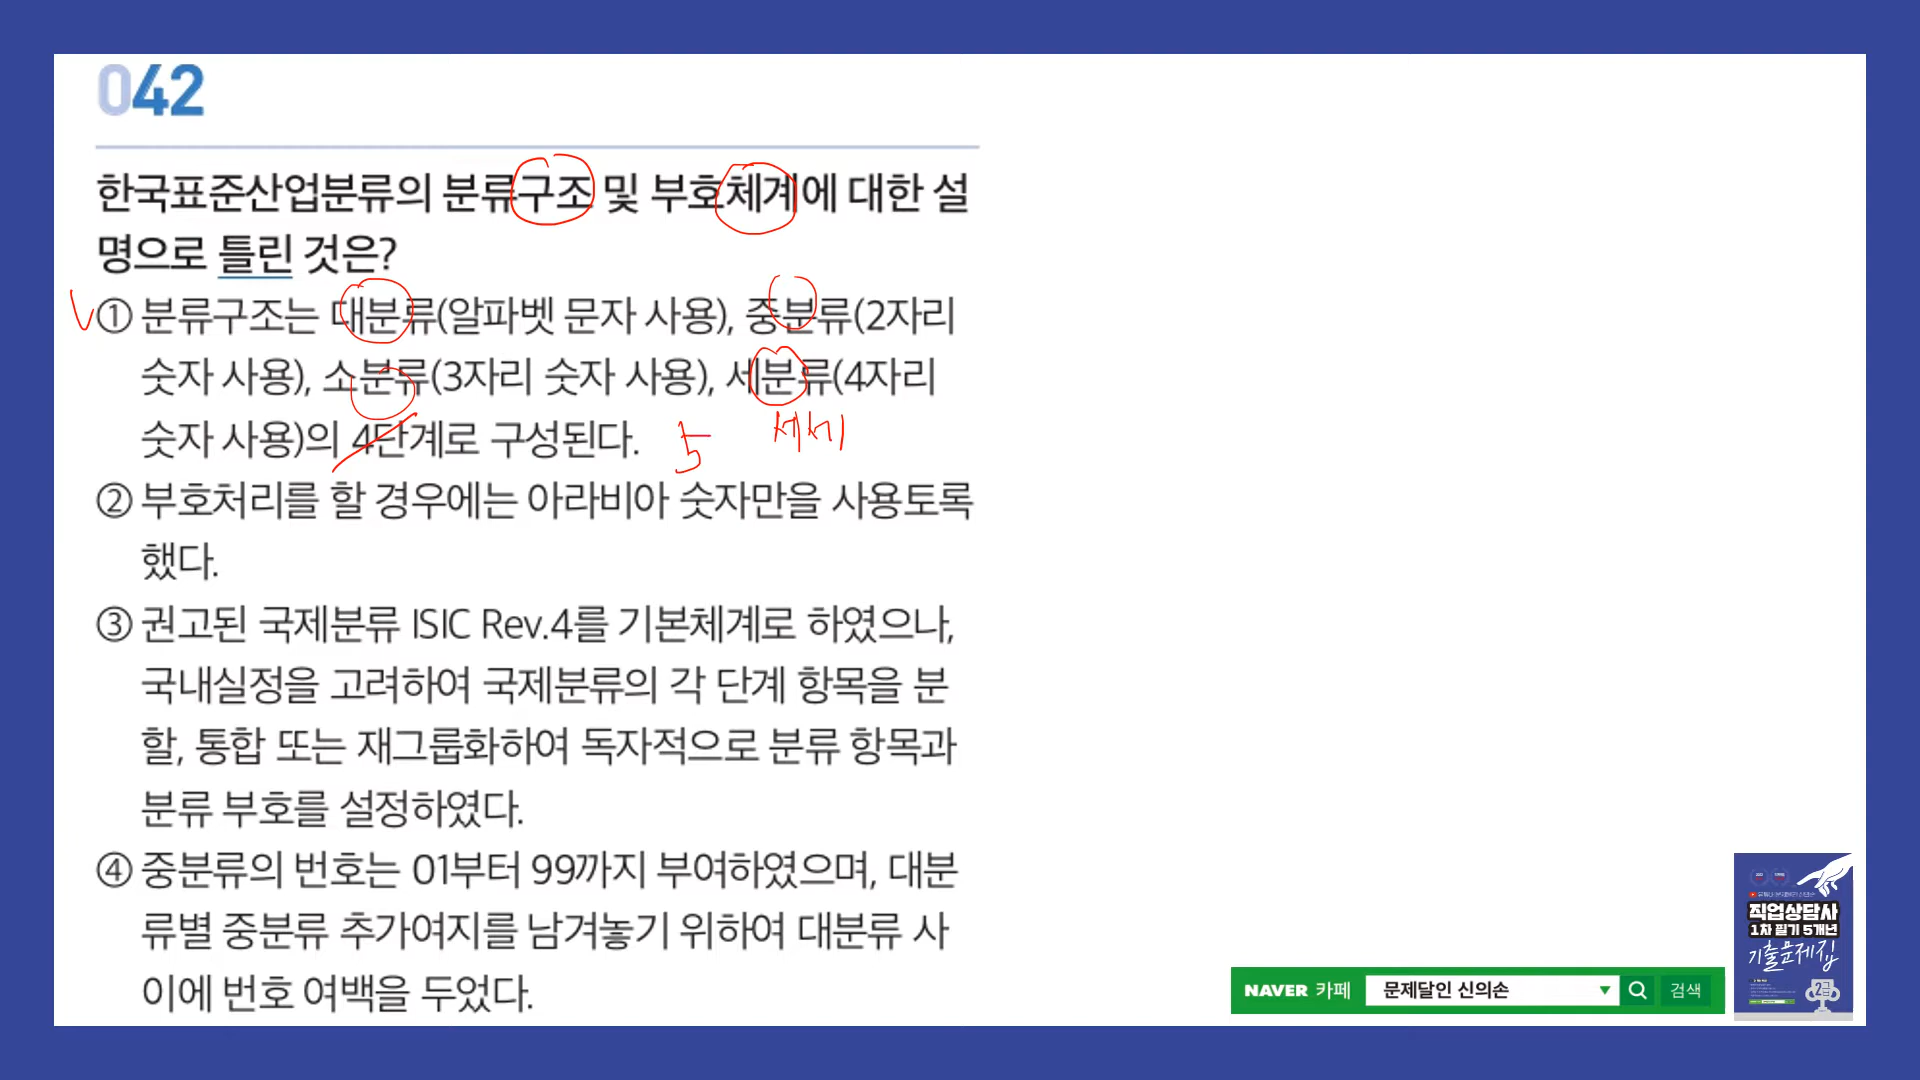 042
한국표준산업분류의 분류구조 및 부호체계에 대한 설
명으로 틀린 것은?
① 분류구조는 대분류(알파벳 문자 사용), 중분류(2자리
숫자 사용), 소분류(3자리 숫자 사용), 세분류(4자리
숫자 사용)의 4단계로 구성된다.
5 세세
② 부호처리를 할 경우에는 아라비아 숫자만을 사용토록
했다.
③ 권고된 국제분류 ISIC Rev.4를 기본체계로 하였으나,
국내실정을 고려하여 국제분류의 각 단계 항목을 분
할, 통합 또는 재그룹화하여 독자적으로 분류 항목과
분류 부호를 설정하였다.
④ 중분류의 번호는 01부터 99까지 부여하였으며, 대분
류별 중분류 추가여지를 남겨놓기 위하여 대분류 사
이에 번호 여백을 두었다.
NAVER 카페 문제달인 신의손 검색
직업상담사
1차 필기 5개년
기출문제집
2급